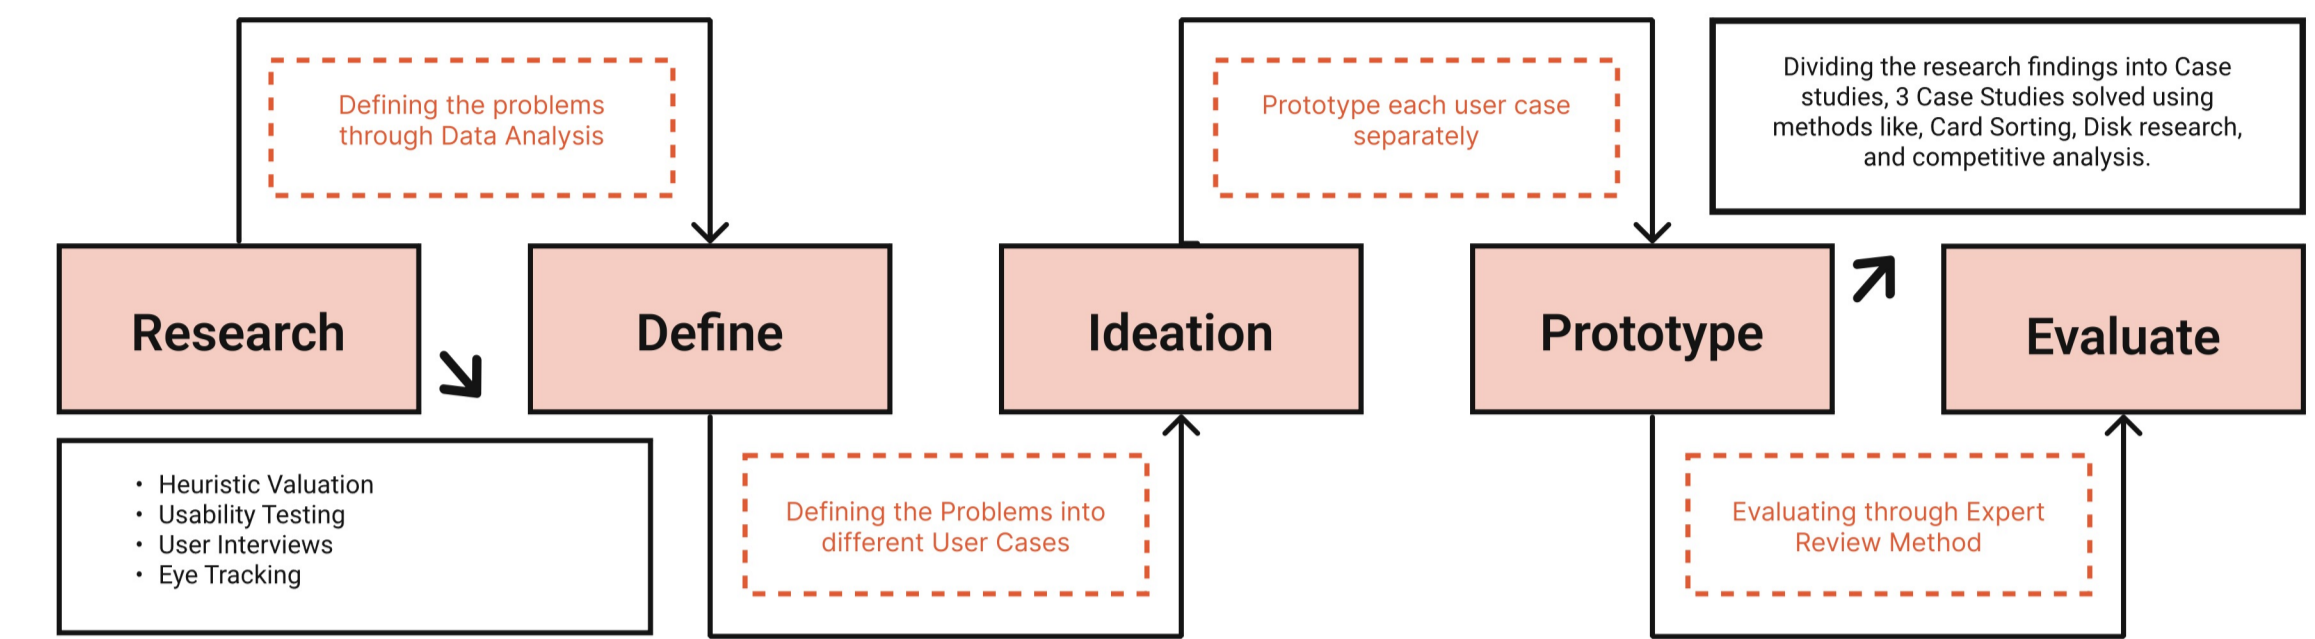 Defining the problems
through Data Analysis
Prototype each user case
separately
Dividing the research findings into Case
studies, 3 Case Studies solved using
methods like, Card Sorting, Disk research,
and competitive analysis.
Research
Define
Ideation
Prototype
Evaluate
• Heuristic Valuation
• Usability Testing
• User Interviews
• Eye Tracking
Defining the Problems into
different User Cases
Evaluating through Expert
Review Method